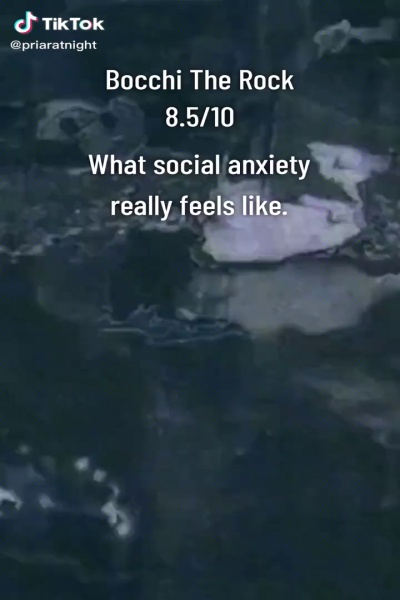 TikTok
@priaratnight
Bocchi The Rock
8.5/10
What social anxiety
really feels like.